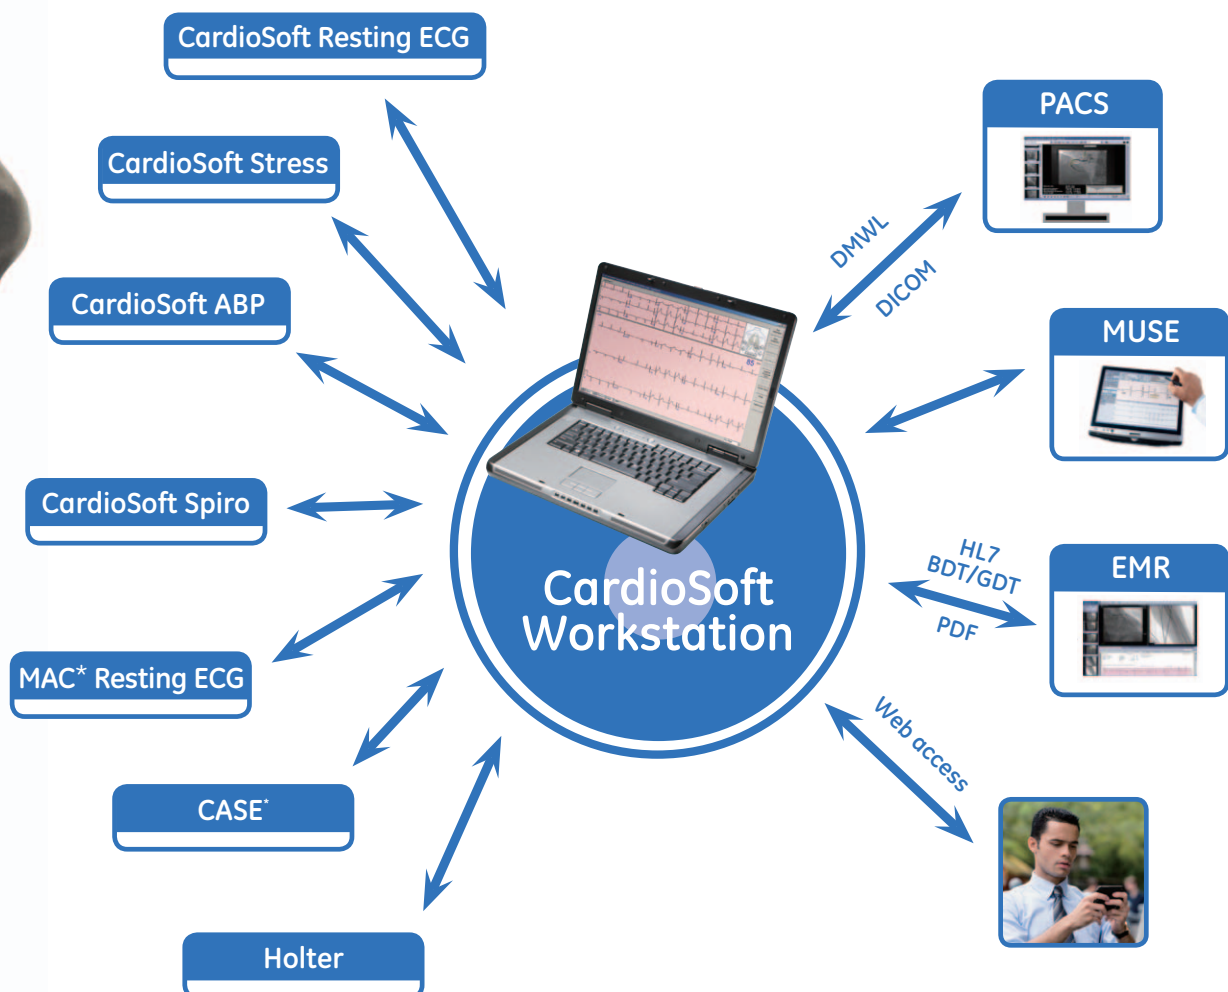 CardioSoft Resting ECG
CardioSoft Stress
CardioSoft ABP
CardioSoft Spiro
MAC* Resting ECG
CASE*
Holter
CardioSoft
Workstation
DMWL
DICOM
PACS
MUSE
HL7
BDT/GDT
PDF
EMR
Web access